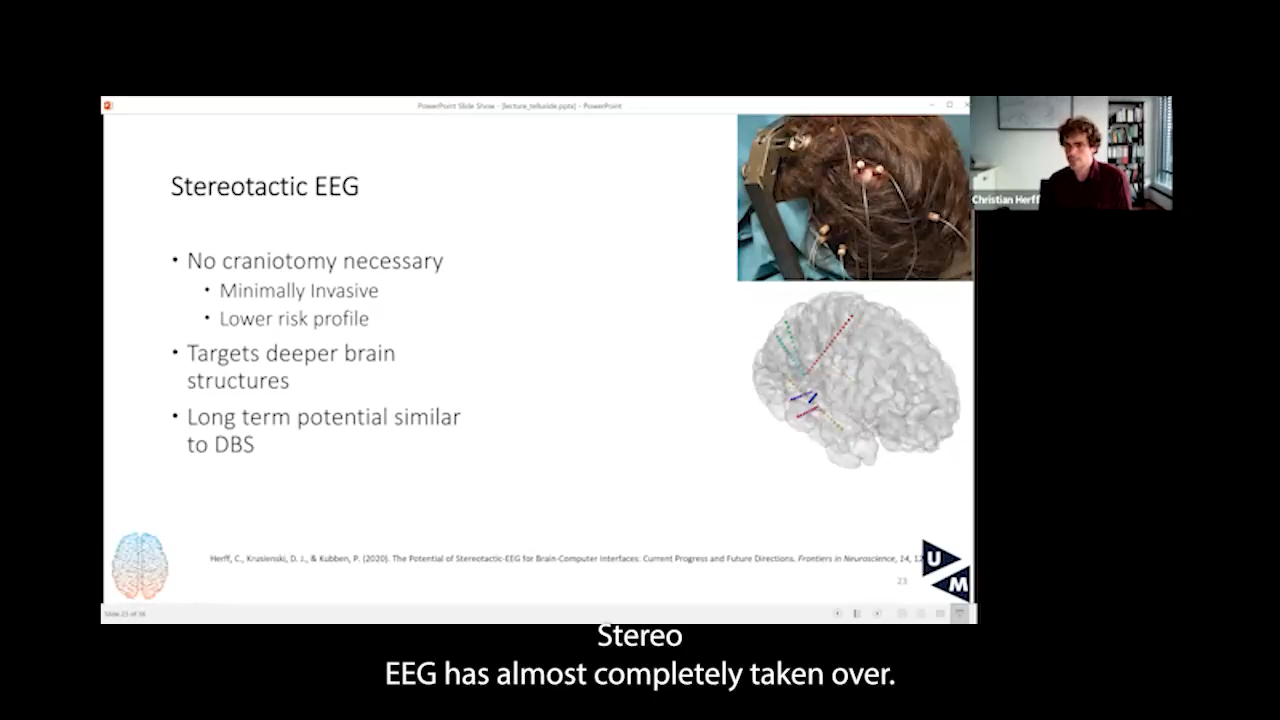 PowerPoint Slide Show - [lecture_telluride.pptx] - PowerPoint
Stereotactic EEG
• No craniotomy necessary
• Minimally Invasive
• Lower risk profile
• Targets deeper brain
structures
• Long term potential similar
to DBS
Christian Herff
Herff, C., Krusienski, D. J., & Kubben, P. (2020). The Potential of Stereotactic-EEG for Brain-Computer Interfaces: Current Progress and Future Directions. Frontiers in Neuroscience, 14,
23
U
M
Stereo
EEG has almost completely taken over.